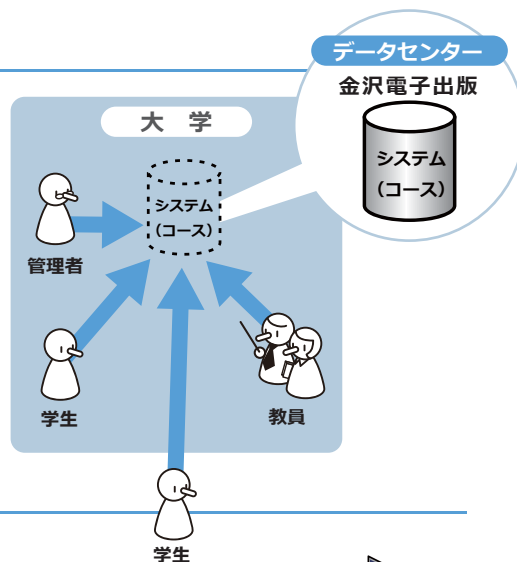 データセンター
金沢電子出版
システム
(コース)
大 学
システム
(コース)
管理者
学生
教員
学生